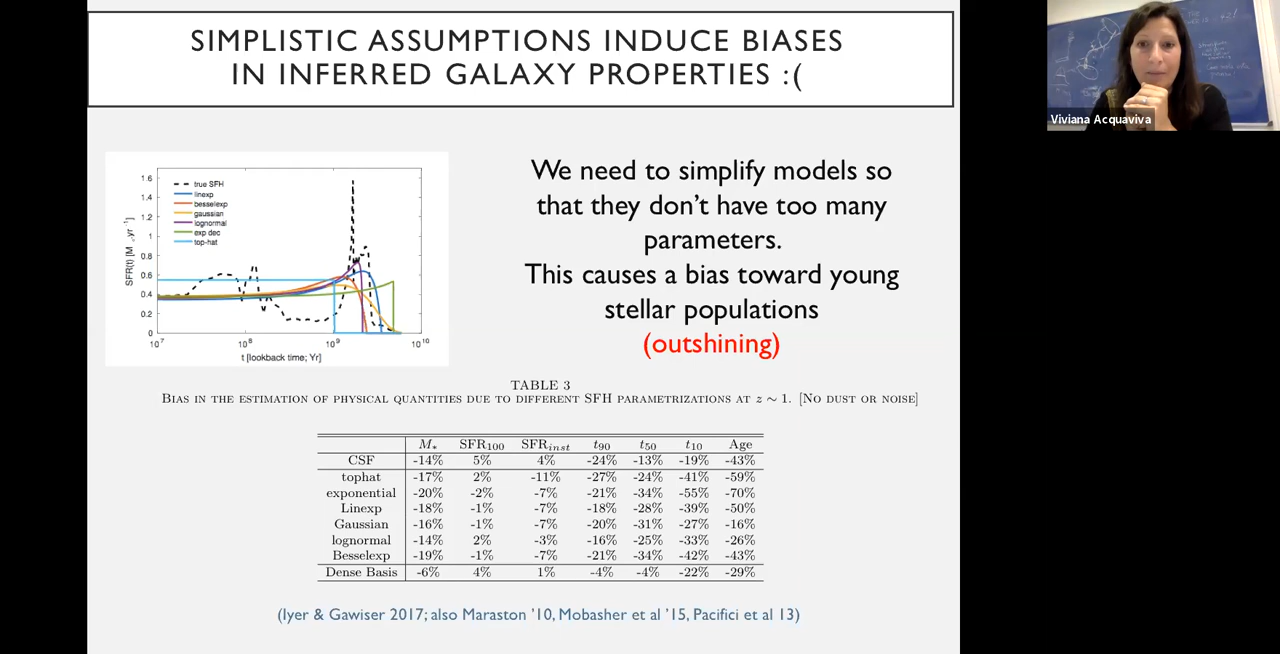 SIMPLISTIC ASSUMPTIONS INDUCE BIASES
IN INFERRED GALAXY PROPERTIES :(
Viviana Acquaviva
1.6
1.4
1.2
1
0.8
0.6
0.4
0.2
0
SFR(t) [M yr⁻¹]
true SFH
linexp
besselexp
gaussian
lognormal
exp dec
top-hat
10⁷ 10⁸ 10⁹ 10¹⁰
t [lookback time; Yr]
We need to simplify models so
that they don't have too many
parameters.
This causes a bias toward young
stellar populations
(outshining)
TABLE 3
Bias in the estimation of physical quantities due to different SFH parametrizations at z ∼ 1. [No dust or noise]
M* SFR100 SFRinst t90 t50 t10 Age
CSF -14% 5% 4% -24% -13% -19% -43%
tophat -17% 2% -11% -27% -24% -41% -59%
exponential -20% -2% -7% -21% -34% -55% -70%
Linexp -18% -1% -7% -18% -28% -39% -50%
Gaussian -16% -1% -7% -20% -31% -27% -16%
lognormal -14% 2% -3% -16% -25% -33% -26%
Besselexp -19% -1% -7% -21% -34% -42% -43%
Dense Basis -6% 4% 1% -4% -4% -22% -29%
(Iyer & Gawiser 2017; also Maraston '10, Mobasher et al '15, Pacifici et al 13)